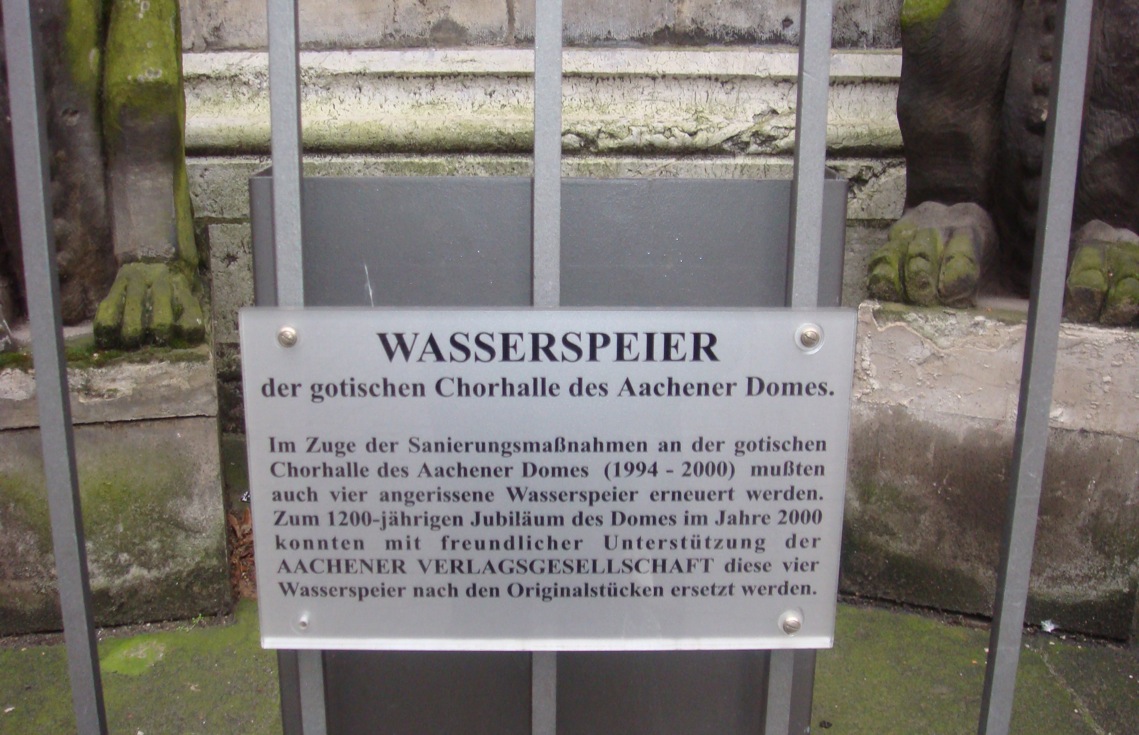 WASSERSPEIER
der gotischen Chorhalle des Aachener Domes.
Im Zuge der Sanierungsmaßnahmen an der gotischen
Chorhalle des Aachener Domes (1994 - 2000) mußten
auch vier angerissene Wasserspeier erneuert werden.
Zum 1200-jährigen Jubiläum des Domes im Jahre 2000
konnten mit freundlicher Unterstützung der
AACHENER VERLAGSGESELLSCHAFT diese vier
Wasserspeier nach den Originalstücken ersetzt werden.